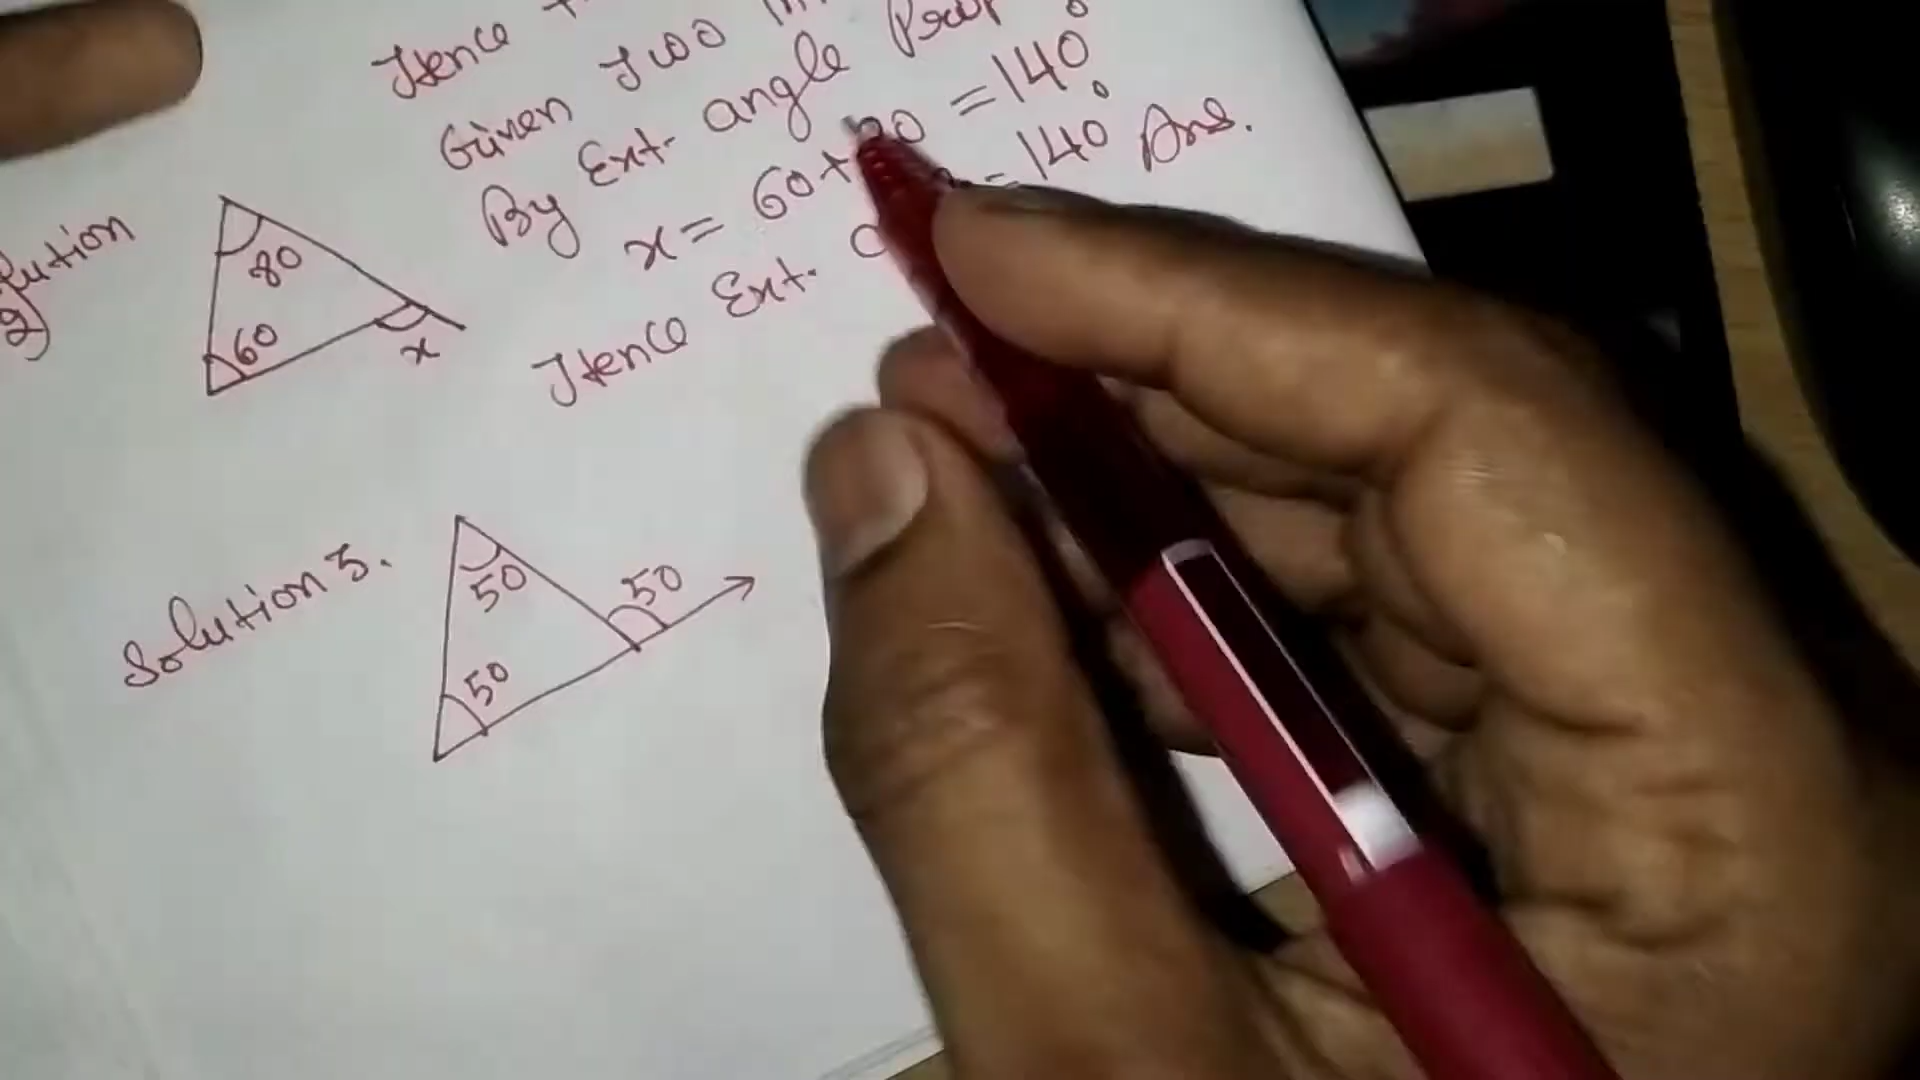 Hence
Given Two
By Ext. angle Prop
x = 60 + 80 = 140°
Hence Ext. = 140° Ans.
Solution
2)
80
60
x
Solution 3.
50
50
50